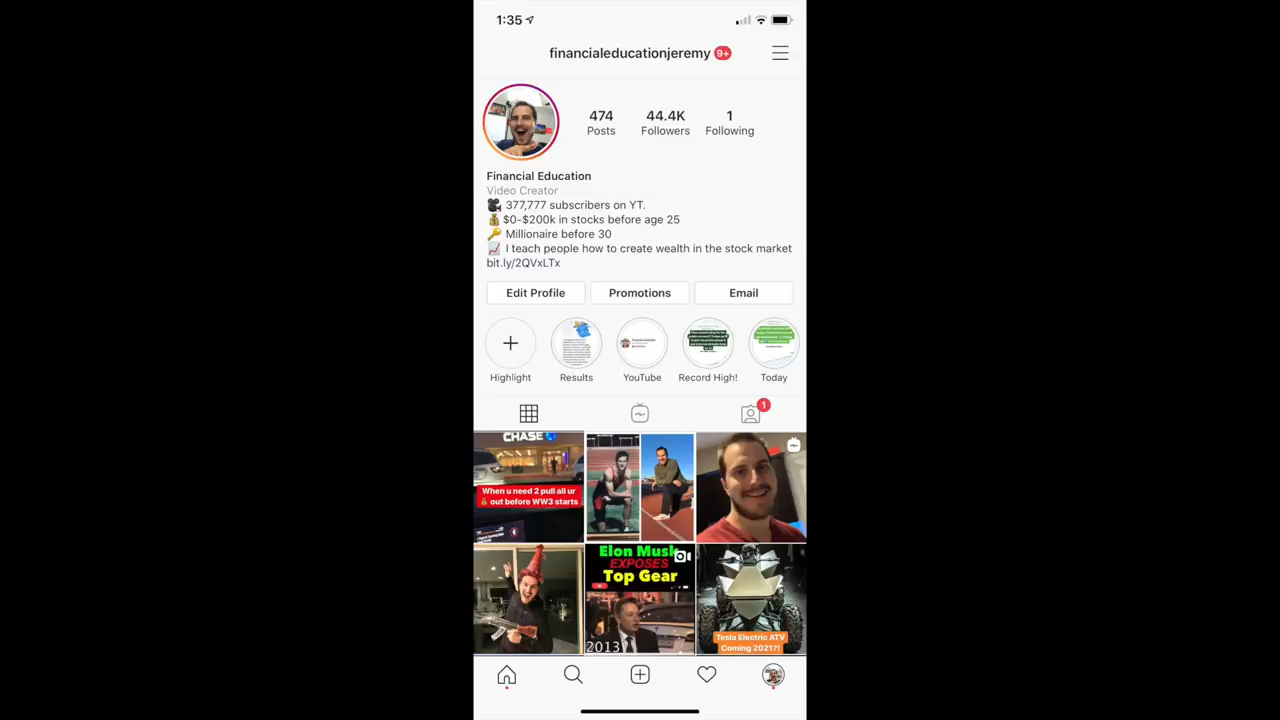 1:35
financialeducationjeremy 9+
474
Posts
44.4K
Followers
1
Following
Financial Education
Video Creator
377,777 subscribers on YT.
$0-$200k in stocks before age 25
Millionaire before 30
I teach people how to create wealth in the stock market
bit.ly/2QVxLTx
Edit Profile
Promotions
Email
Highlight
Results
YouTube
Record High!
Today
1
CHASE
When u need 2 pull all ur
out before WW3 starts
Elon Musk
EXPOSES
Top Gear
2013
Tesla Electric ATV
Coming 2021?!